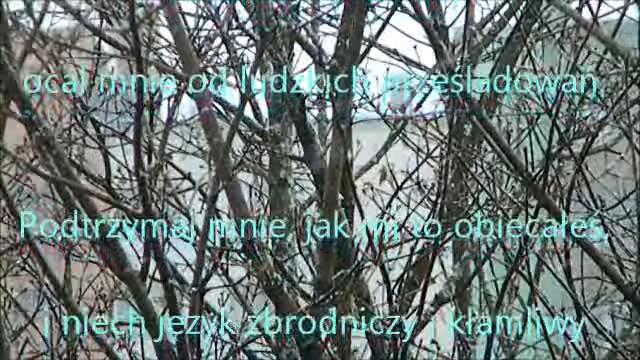 ocal mnie od ludzkich prześladowań.
Podtrzymaj mnie, jak mi to obiecałeś,
i niech język zbrodniczy i kłamliwy